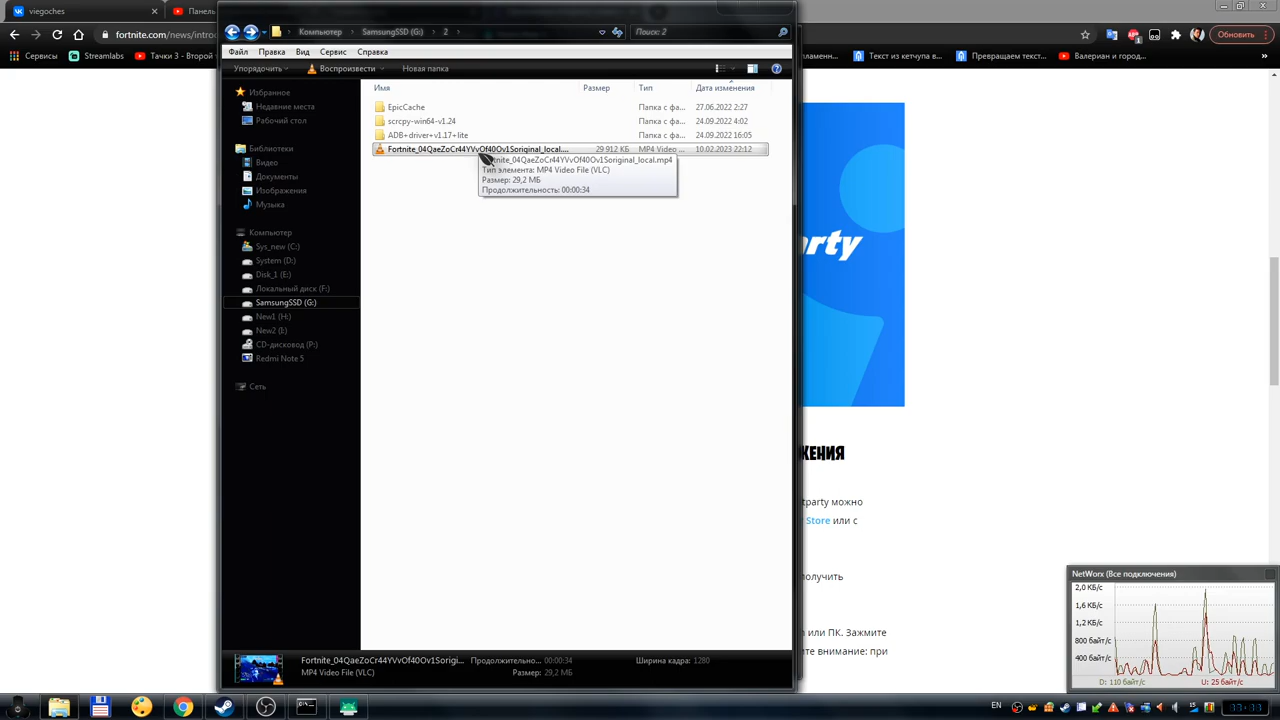 viegoches
Панель
fortnite.com/news/introd
Обновить
Сервисы
Streamlabs
Тачки 3 - Второй
пламенн...
Текст из кетчупа в...
Превращаем текст...
Валериан и город...
»
Компьютер
SamsungSSD (G:)
2
Поиск: 2
Файл
Правка
Вид
Сервис
Справка
Упорядочить
Воспроизвести
Новая папка
Имя
Размер
Тип
Дата изменения
Избранное
Недавние места
Рабочий стол
Библиотеки
Видео
Документы
Изображения
Музыка
Компьютер
Sys_new (C:)
System (D:)
Disk_1 (E:)
Локальный диск (F:)
SamsungSSD (G:)
New1 (H:)
New2 (I:)
CD-дисковод (P:)
Redmi Note 5
Сеть
EpicCache
Папка с фа...
27.06.2022 2:27
scrcpy-win64-v1.24
Папка с фа...
24.09.2022 4:02
ADB+driver+v1.17+lite
Папка с фа...
24.09.2022 16:05
Fortnite_04QaeZoCr44YVvOf40Ov1Soriginal_local....
29 912 КБ
MP4 Video ...
10.02.2023 22:12
tnite_04QaeZoCr44YVvOf40Ov1Soriginal_local.mp4
Тип элемента: MP4 Video File (VLC)
Размер: 29,2 МБ
Продолжительность: 00:00:34
arty
ЖЕНИЯ
tparty можно
Store или с
получить
и или ПК. Зажмите
те внимание: при
NetWorx (Все подключения)
2,0 КБ/с
1,6 КБ/с
1,2 КБ/с
800 байт/с
400 байт/с
D: 110 байт/с
U: 25 байт/с
Fortnite_04QaeZoCr44YVvOf40Ov1Sorigi...
Продолжительно...
00:00:34
Ширина кадра:
1280
MP4 Video File (VLC)
Размер:
29,2 МБ
EN